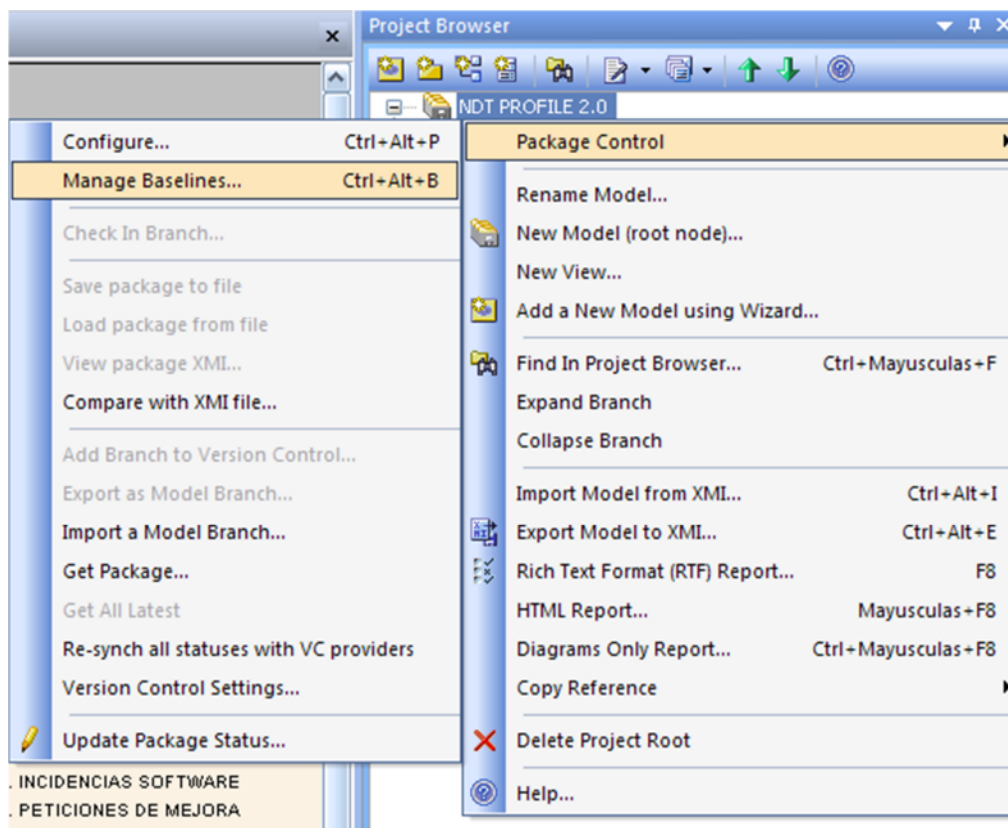 Project Browser
NDT PROFILE 2.0
Configure... Ctrl+Alt+P
Manage Baselines... Ctrl+Alt+B
Check In Branch...
Save package to file
Load package from file
View package XMI...
Compare with XMI file...
Add Branch to Version Control...
Export as Model Branch...
Import a Model Branch...
Get Package...
Get All Latest
Re-synch all statuses with VC providers
Version Control Settings...
Update Package Status...
. INCIDENCIAS SOFTWARE
. PETICIONES DE MEJORA
Package Control
Rename Model...
New Model (root node)...
New View...
Add a New Model using Wizard...
Find In Project Browser... Ctrl+Mayusculas+F
Expand Branch
Collapse Branch
Import Model from XMI... Ctrl+Alt+I
Export Model to XMI... Ctrl+Alt+E
Rich Text Format (RTF) Report... F8
HTML Report... Mayusculas+F8
Diagrams Only Report... Ctrl+Mayusculas+F8
Copy Reference
Delete Project Root
Help...